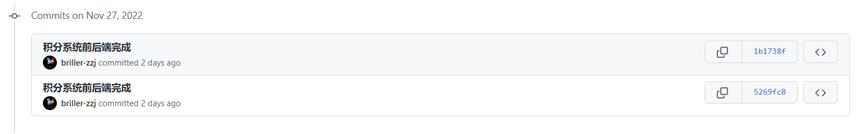 Commits on Nov 27, 2022
积分系统前后端完成
1b1738f
briller-zzj committed 2 days ago
积分系统前后端完成
5269fc8
briller-zzj committed 2 days ago